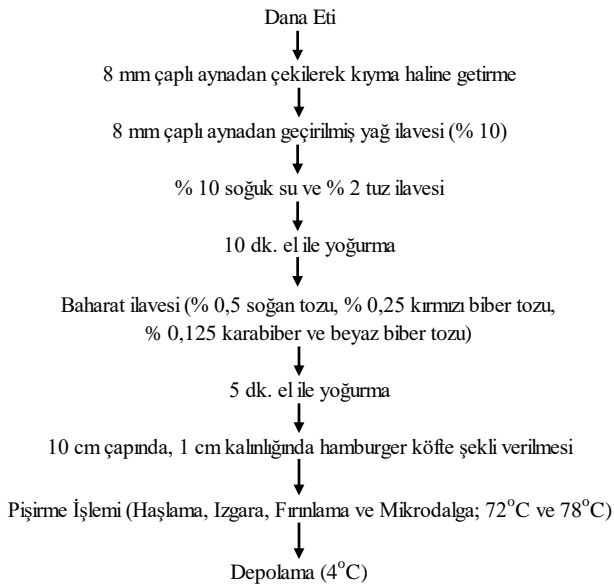 Dana Eti
8 mm çaplı aynadan çekilerek kıyma haline getirme
8 mm çaplı aynadan geçirilmiş yağ ilavesi (% 10)
% 10 soğuk su ve % 2 tuz ilavesi
10 dk. el ile yoğurma
Baharat ilavesi (% 0,5 soğan tozu, % 0,25 kırmızı biber tozu,
% 0,125 karabiber ve beyaz biber tozu)
5 dk. el ile yoğurma
10 cm çapında, 1 cm kalınlığında hamburger köfte şekli verilmesi
Pişirme İşlemi (Haşlama, Izgara, Fırınlama ve Mikrodalga; 72°C ve 78°C)
Depolama (4°C)